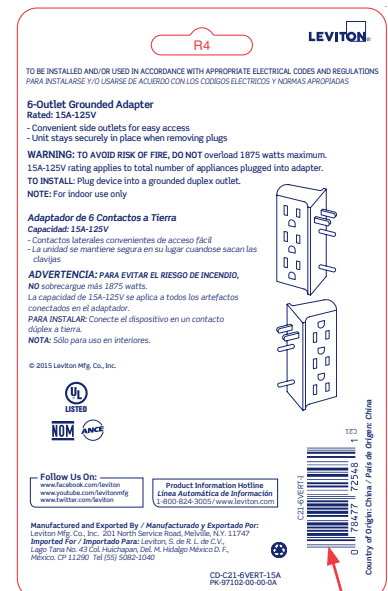 R4
LEVITON®
TO BE INSTALLED AND/OR USED IN ACCORDANCE WITH APPROPRIATE ELECTRICAL CODES AND REGULATIONS
PARA INSTALARSE Y/O USARSE DE ACUERDO CON LOS CODIGOS ELECTRICOS Y NORMAS APROPIADAS
6-Outlet Grounded Adapter
Rated: 15A-125V
- Convenient side outlets for easy access
- Unit stays securely in place when removing plugs
WARNING: TO AVOID RISK OF FIRE, DO NOT overload 1875 watts maximum.
15A-125V rating applies to total number of appliances plugged into adapter.
TO INSTALL: Plug device into a grounded duplex outlet.
NOTE: For indoor use only
Adaptador de 6 Contactos a Tierra
Capacidad: 15A-125V
- Contactos laterales convenientes de acceso fácil
- La unidad se mantiene segura en su lugar cuandose sacan las
clavijas
ADVERTENCIA: PARA EVITAR EL RIESGO DE INCENDIO,
NO sobrecargue más 1875 watts.
La capacidad de 15A-125V se aplica a todos los artefactos
conectados en el adaptador.
PARA INSTALAR: Conecte el dispositivo en un contacto
dúplex a tierra.
NOTA: Sólo para uso en interiores.
© 2015 Leviton Mfg. Co., Inc.
UL
LISTED
NOM
ANCE
Follow Us On:
www.facebook.com/leviton
www.youtube.com/levitonmfg
www.twitter.com/leviton
Product Information Hotline
Línea Automática de Información
1-800-824-3005/www.leviton.com
Manufactured and Exported By / Manufacturado y Exportado Por:
Leviton Mfg. Co., Inc. 201 North Service Road, Melville, N.Y. 11747
Imported For / Importado Para: Leviton, S. de R. L de C.V.,
Lago Tana No. 43 Col. Huichapan, Del. M. Hidalgo México D. F.,
México. CP 11290 Tel (55) 5082-1040
CD-C21-6VERT-15A
PK-97102-00-00-0A
C21-6VERT-I
0 78477 72548 1
C21
Country of Origin: China / País de Origen: China